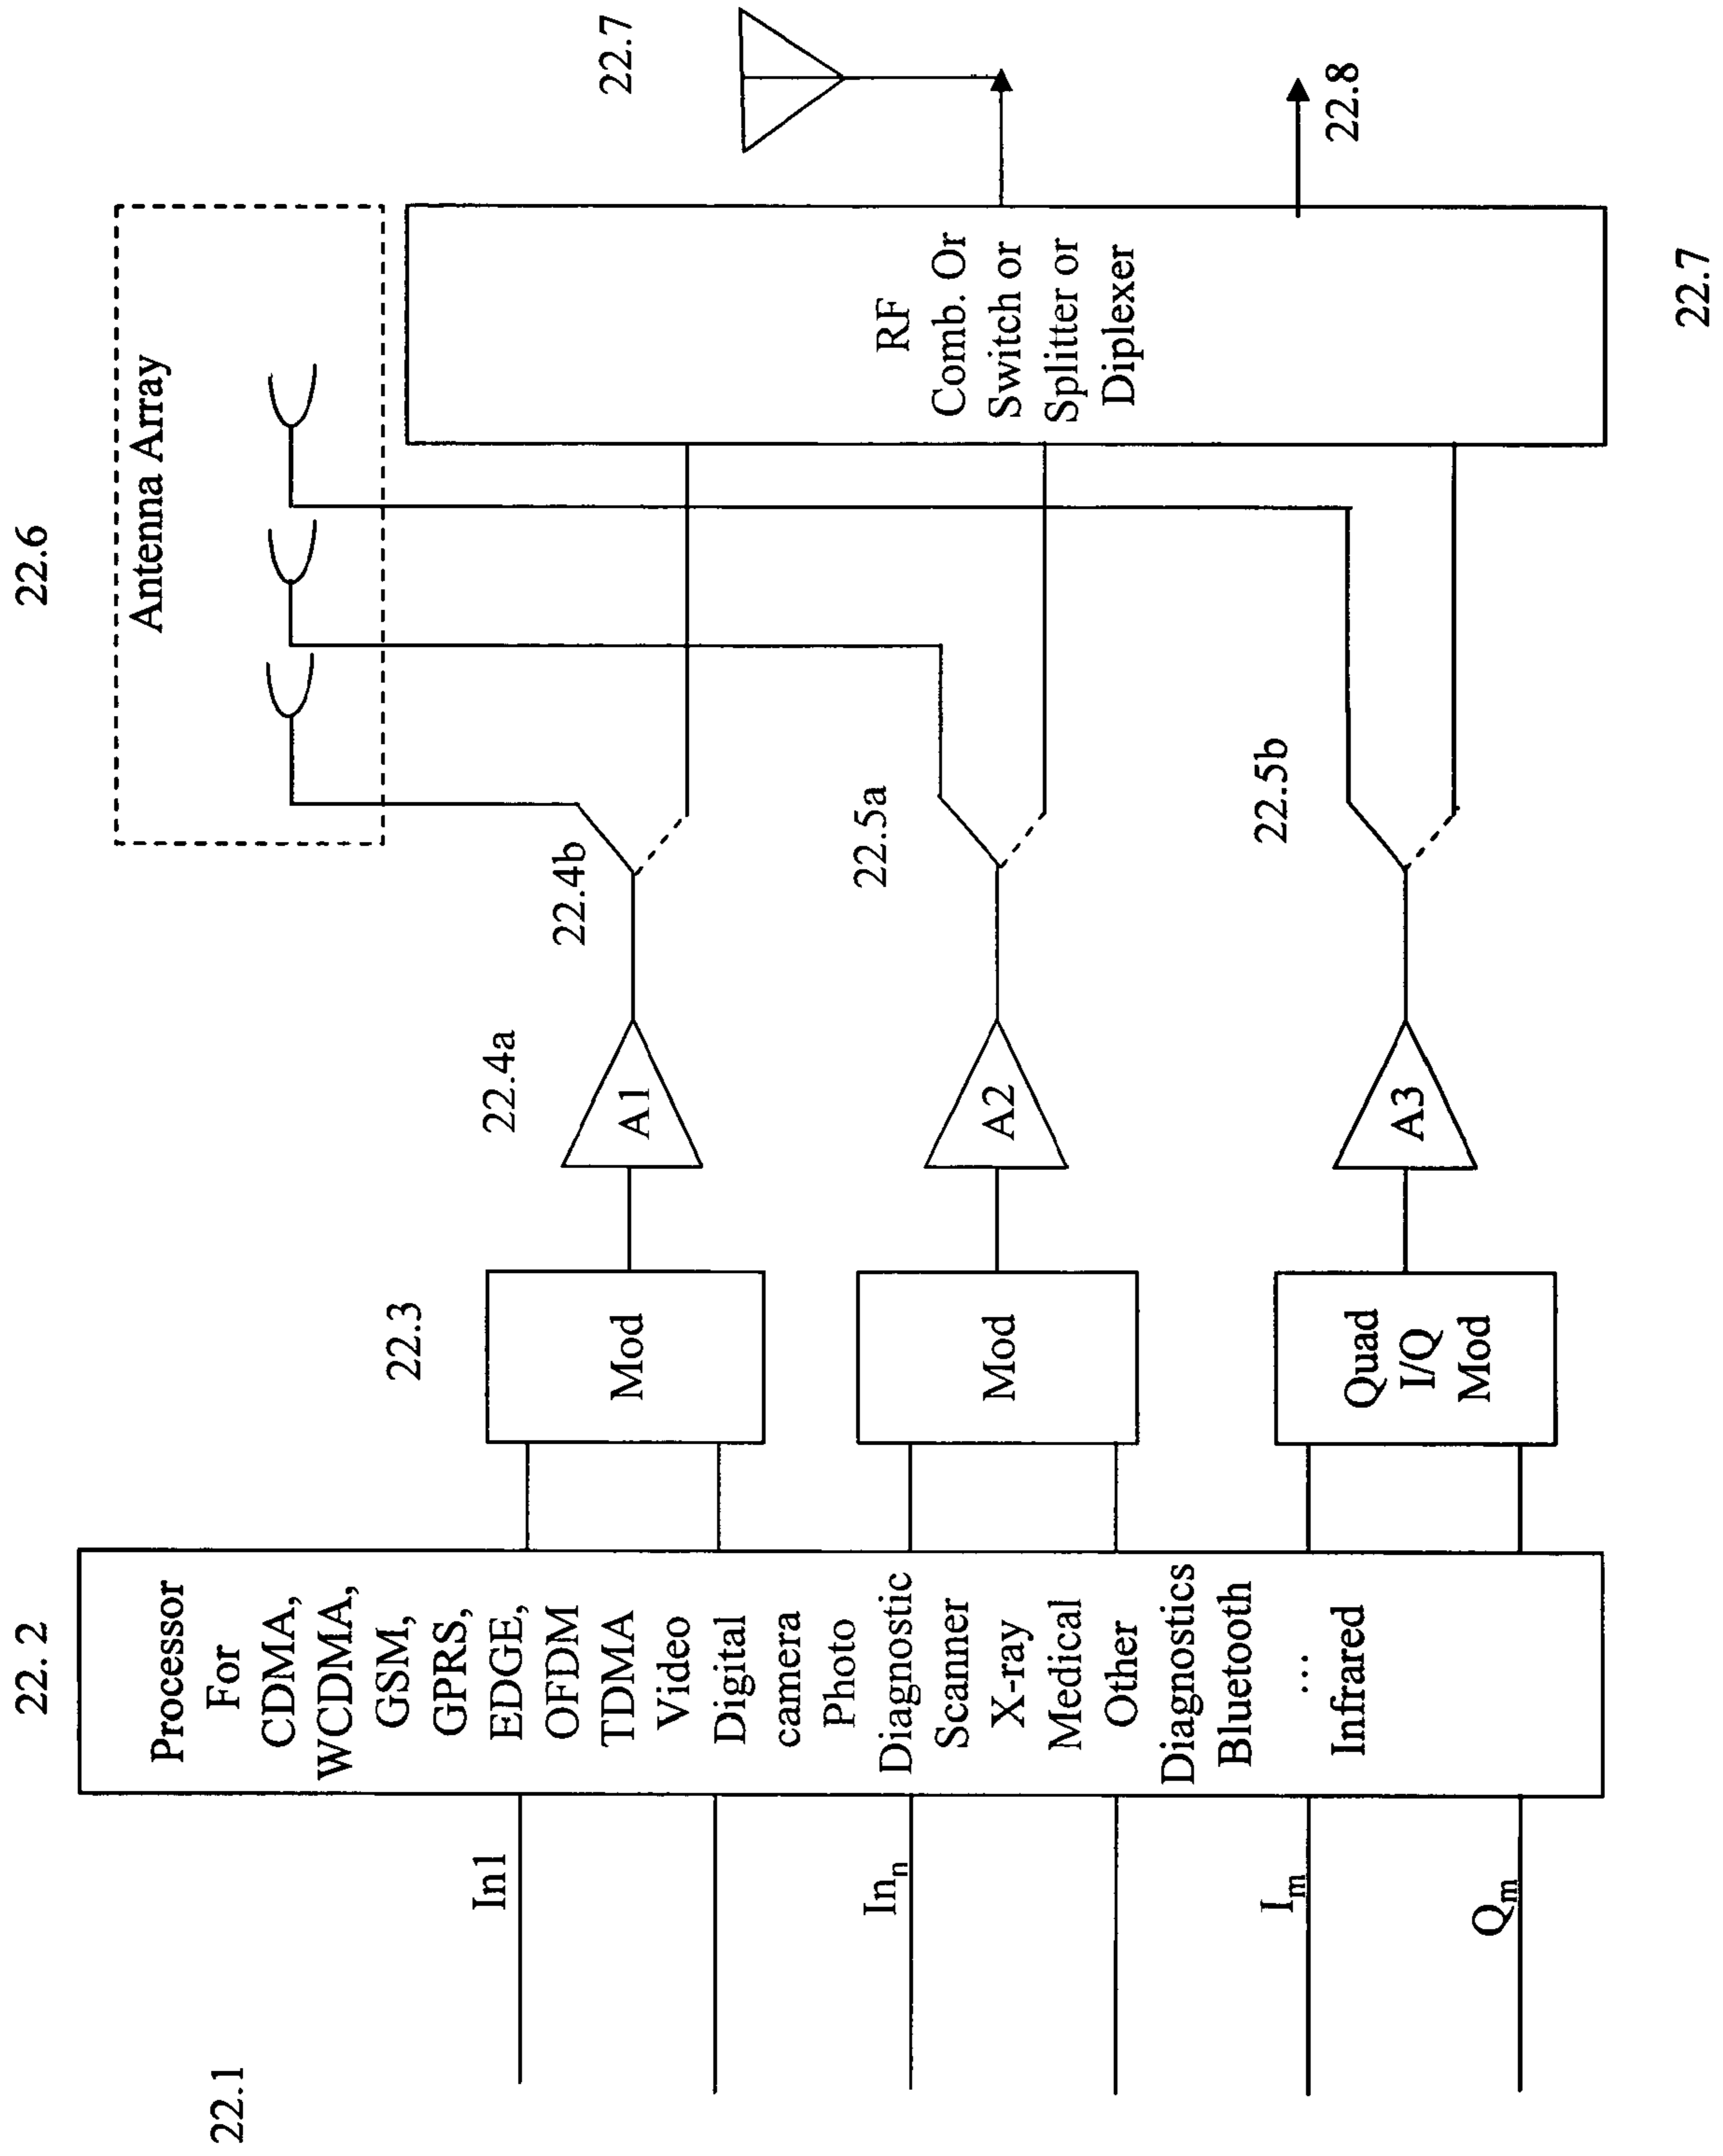 22.1
In1
In_n
I_m
Q_m
22. 2
Processor
For
CDMA,
WCDMA,
GSM,
GPRS,
EDGE,
OFDM
TDMA
Video
Digital
camera
Photo
Diagnostic
Scanner
X-ray
Medical
Other
Diagnostics
Bluetooth
...
Infrared
22.3
Mod
Mod
Quad
I/Q
Mod
22.4a
A1
A2
A3
22.4b
22.5a
22.5b
22.6
Antenna Array
RF
Comb. Or
Switch or
Splitter or
Diplexer
22.7
22.7
22.8